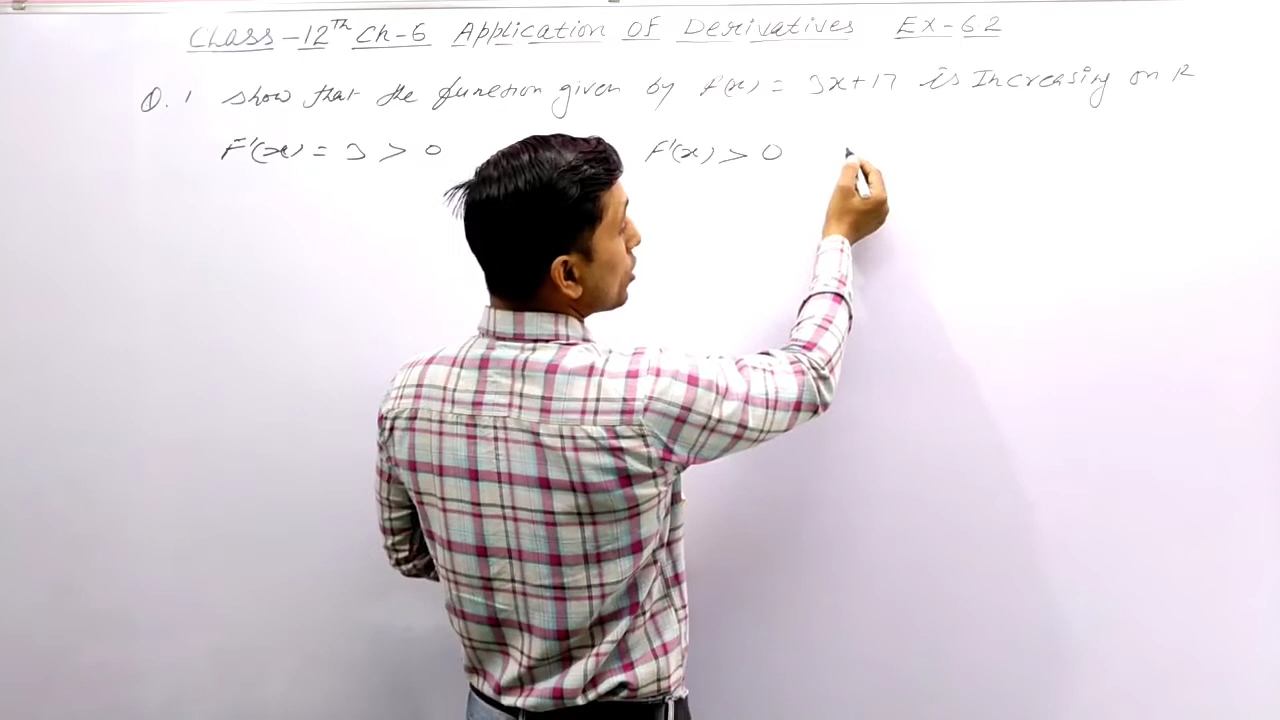 Class-12Th Ch-6 Application Of Derivatives Ex-6.2
Q.1 show that the function given by f(x) = 3x+17 is Increasing on R
F'(x) = 3 > 0 F'(x) > 0